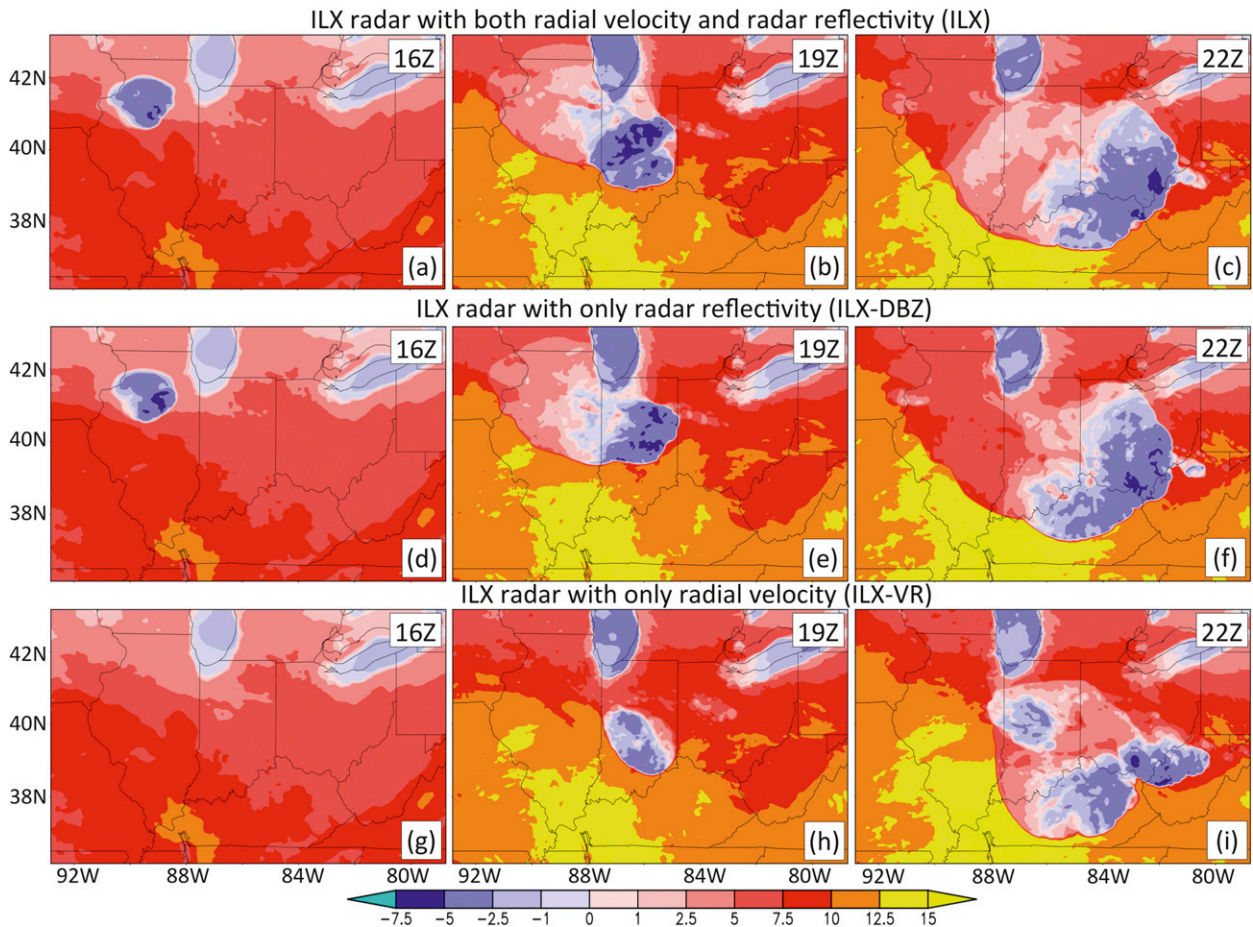 ILX radar with both radial velocity and radar reflectivity (ILX)
16Z 19Z 22Z
42N
40N
38N
(a) (b) (c)
ILX radar with only radar reflectivity (ILX-DBZ)
16Z 19Z 22Z
42N
40N
38N
(d) (e) (f)
ILX radar with only radial velocity (ILX-VR)
16Z 19Z 22Z
42N
40N
38N
(g) (h) (i)
92W 88W 84W 80W 88W 84W 80W 88W 84W 80W
−7.5 −5 −2.5 −1 0 1 2.5 5 7.5 10 12.5 15